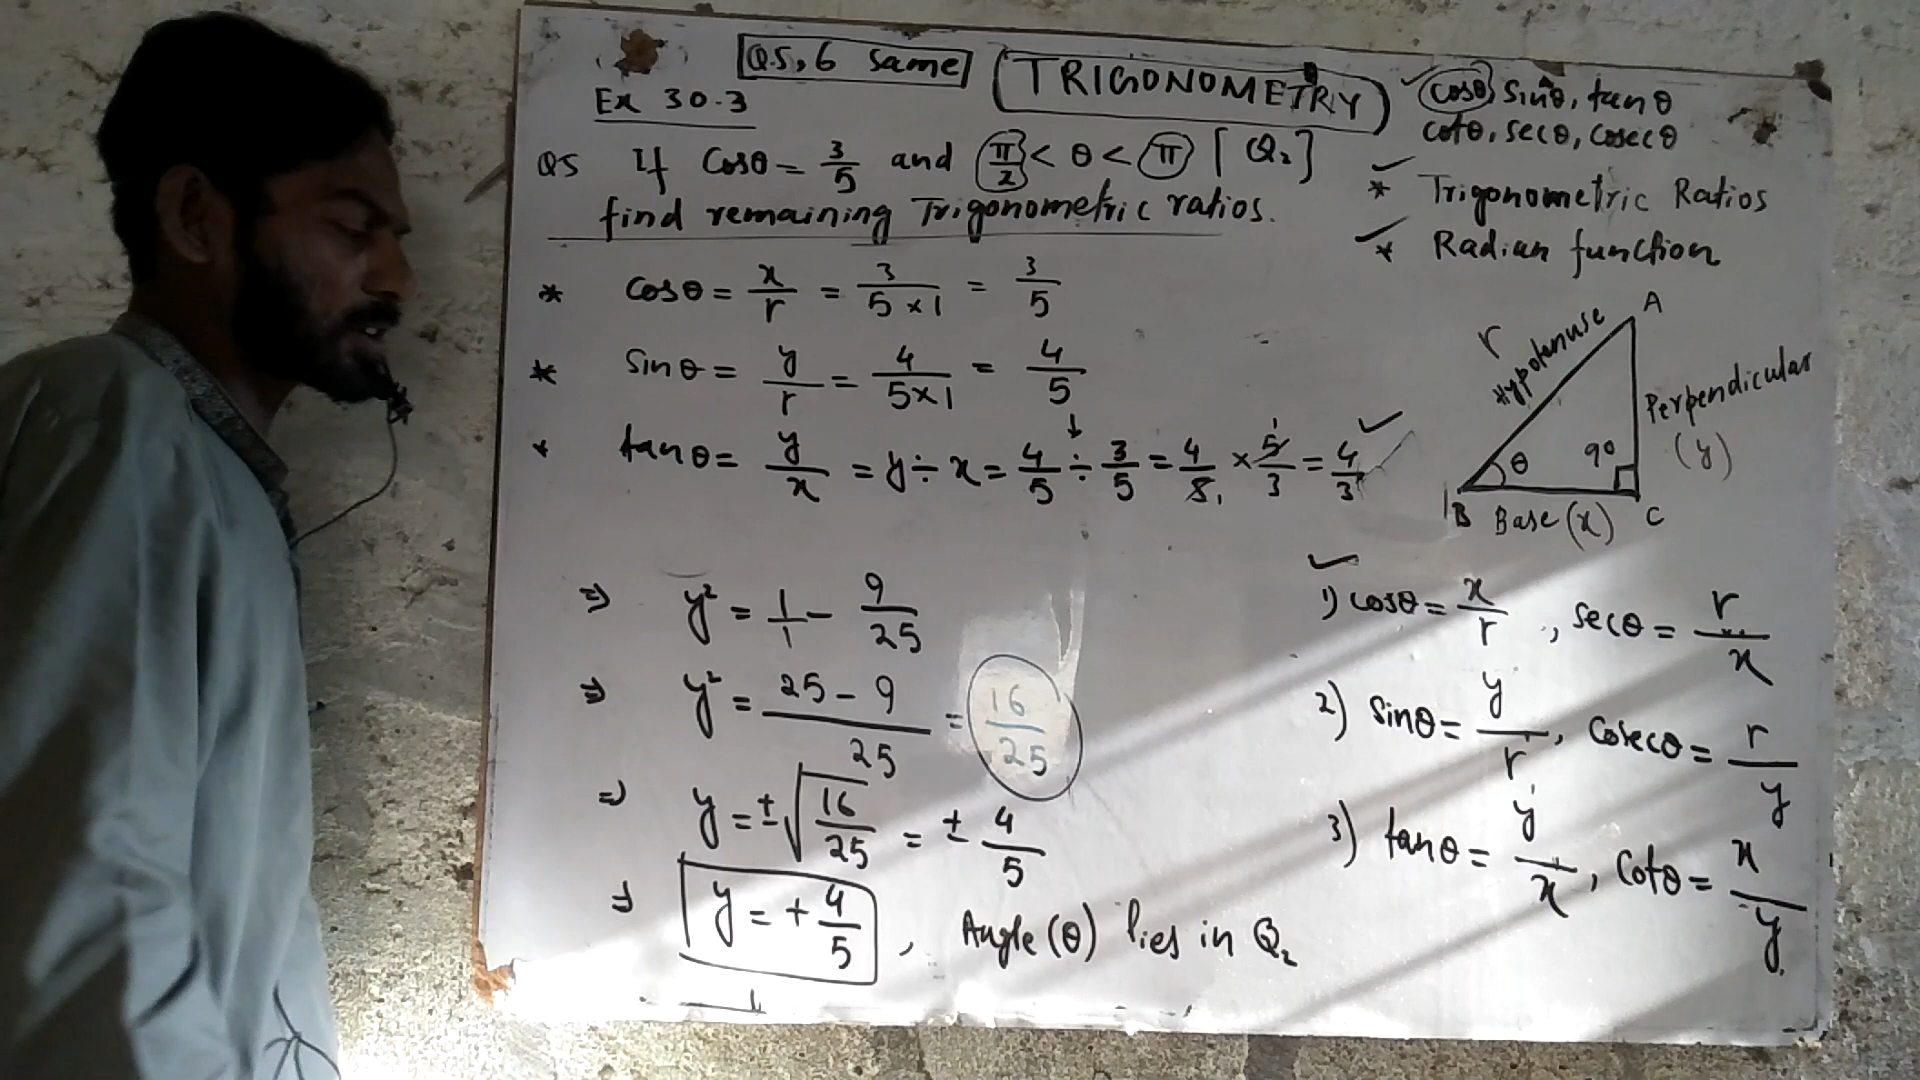 Q.5, 6 Same
TRIGONOMETRY
Ex 30.3
Q5 If Cosθ = 3/5 and π/2 < θ < π [Q₂]
find remaining Trigonometric ratios.
* cosθ = x/r = 3/(5×1) = 3/5
* sinθ = y/r = 4/(5×1) = 4/5
* tanθ = y/x = y ÷ x = 4/5 ÷ 3/5 = 4/5 × 5/3 = 4/3
⇒ y² = 1/1 − 9/25
⇒ y² = (25 − 9)/25 = 16/25
⇒ y = ±√(16/25) = ± 4/5
⇒ y = + 4/5 , Angle (θ) lies in Q₂
✓ cosθ, sinθ, tanθ
cotθ, secθ, cosecθ
✓ * Trigonometric Ratios
✓ * Radian function
A
r
Hypotenuse
Perpendicular
(y)
θ 90
B Base (x) C
✓
1) cosθ = x/r , secθ = r/x
2) sinθ = y/r , cosecθ = r/y
3) tanθ = y/x , cotθ = x/y